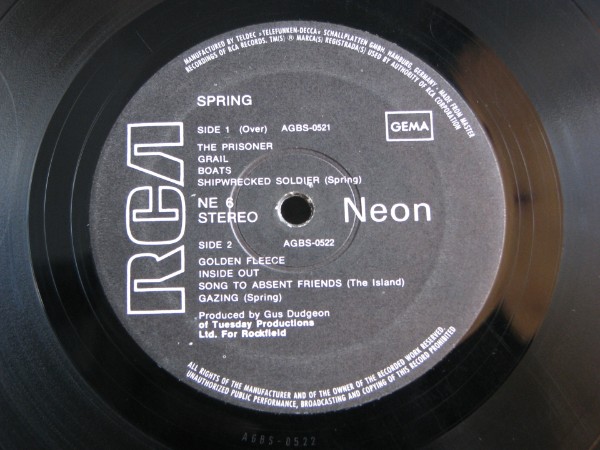 MANUFACTURED BY TELDEC »TELEFUNKEN-DECCA« SCHALLPLATTEN GMBH, HAMBURG, GERMANY - MADE FROM MASTER
RECORDINGS OF RCA RECORDS. TM(S) ® MARCA(S) REGISTRADA(S) USED BY AUTHORITY OF RCA CORPORATION
SPRING
SIDE 1 (Over) AGBS-0521
GEMA
THE PRISONER
GRAIL
BOATS
SHIPWRECKED SOLDIER (Spring)
RCA
NE 6
STEREO
Neon
SIDE 2 AGBS-0522
GOLDEN FLEECE
INSIDE OUT
SONG TO ABSENT FRIENDS (The Island)
GAZING (Spring)
Produced by Gus Dudgeon
of Tuesday Productions
Ltd. For Rockfield
ALL RIGHTS OF THE MANUFACTURER AND OF THE OWNER OF THE RECORDED WORK RESERVED.
UNAUTHORIZED PUBLIC PERFORMANCE, BROADCASTING AND COPYING OF THIS RECORD PROHIBITED
AGBS-0522